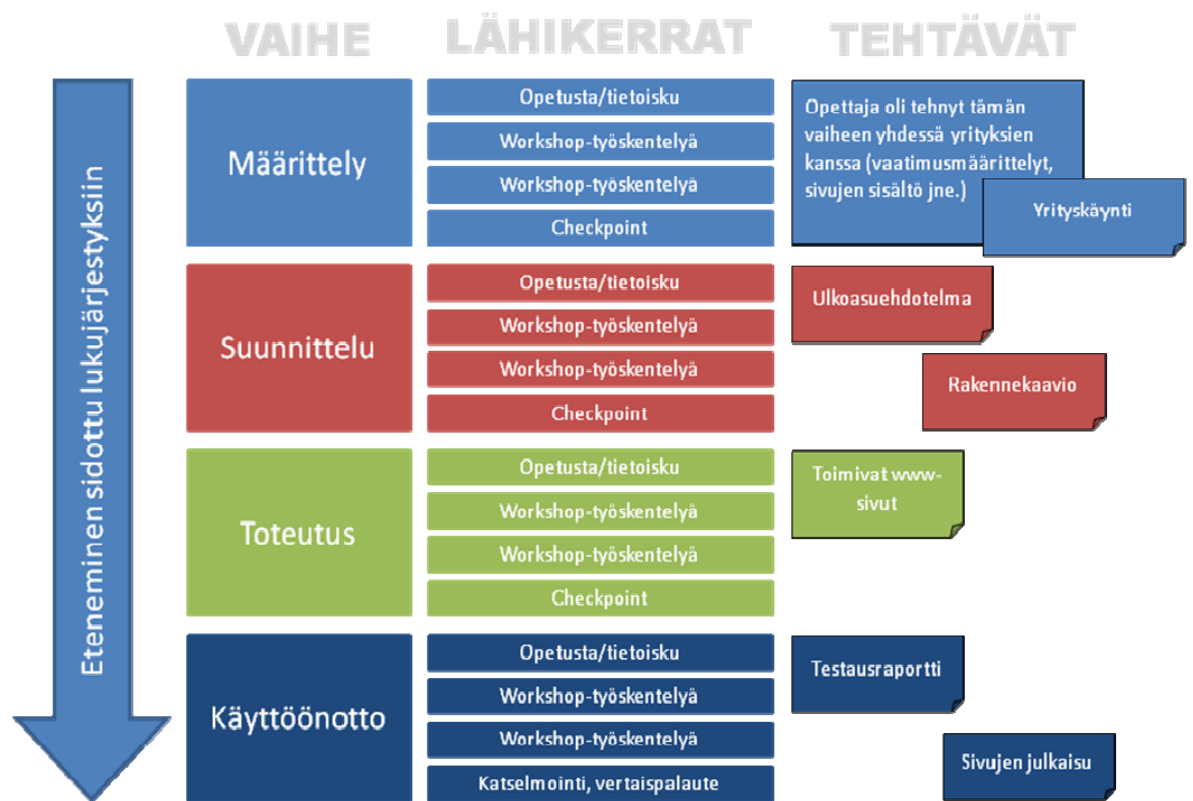 VAIHE
LÄHIKERRAT
TEHTÄVÄT
Eteneminen sidottu lukujärjestyksiin
Määrittely
Opetusta/tietoisku
Workshop-työskentelyä
Workshop-työskentelyä
Checkpoint
Opettaja oli tehnyt tämän
vaiheen yhdessä yrityksien
kanssa (vaatimusmäärittelyt,
sivujen sisältö jne.)
Yrityskäynti
Suunnittelu
Opetusta/tietoisku
Workshop-työskentelyä
Workshop-työskentelyä
Checkpoint
Ulkoasuehdotelma
Rakennekaavio
Toteutus
Opetusta/tietoisku
Workshop-työskentelyä
Workshop-työskentelyä
Checkpoint
Toimivat www-
sivut
Käyttöönotto
Opetusta/tietoisku
Workshop-työskentelyä
Workshop-työskentelyä
Katselmointi, vertaispalaute
Testausraportti
Sivujen julkaisu